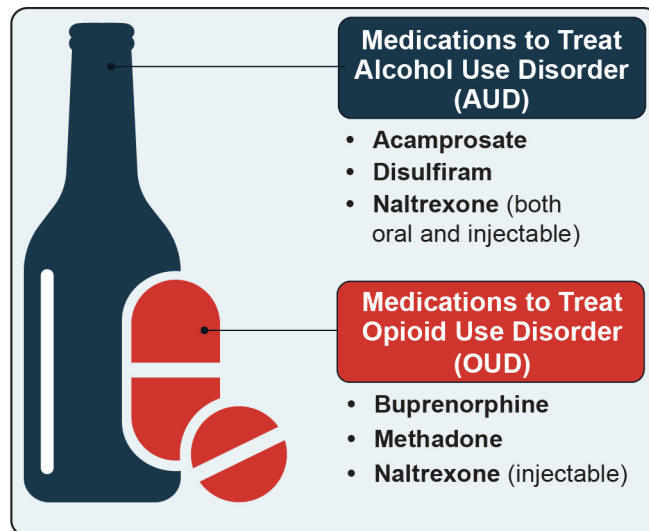 Medications to Treat
Alcohol Use Disorder
(AUD)
• Acamprosate
• Disulfiram
• Naltrexone (both
oral and injectable)
Medications to Treat
Opioid Use Disorder
(OUD)
• Buprenorphine
• Methadone
• Naltrexone (injectable)